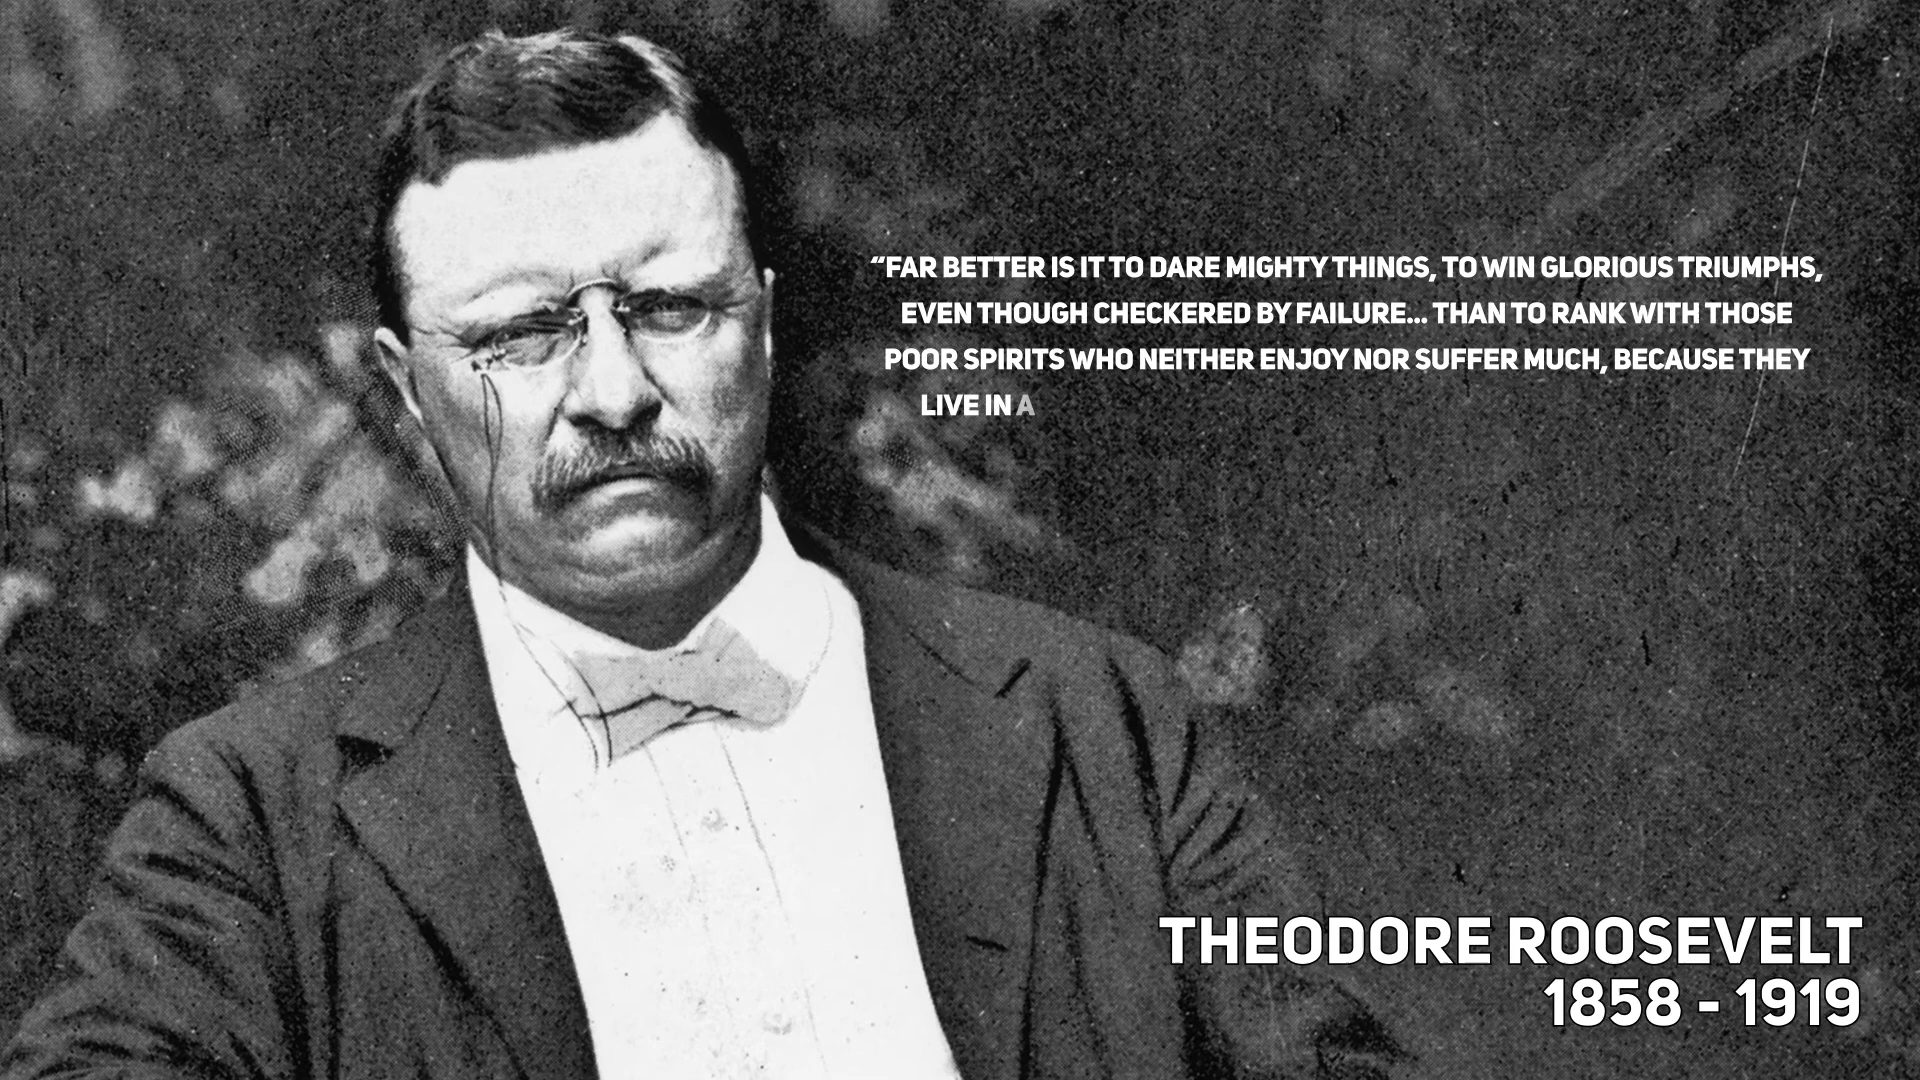 “FAR BETTER IS IT TO DARE MIGHTY THINGS, TO WIN GLORIOUS TRIUMPHS,
EVEN THOUGH CHECKERED BY FAILURE... THAN TO RANK WITH THOSE
POOR SPIRITS WHO NEITHER ENJOY NOR SUFFER MUCH, BECAUSE THEY
LIVE IN A
THEODORE ROOSEVELT
1858 - 1919